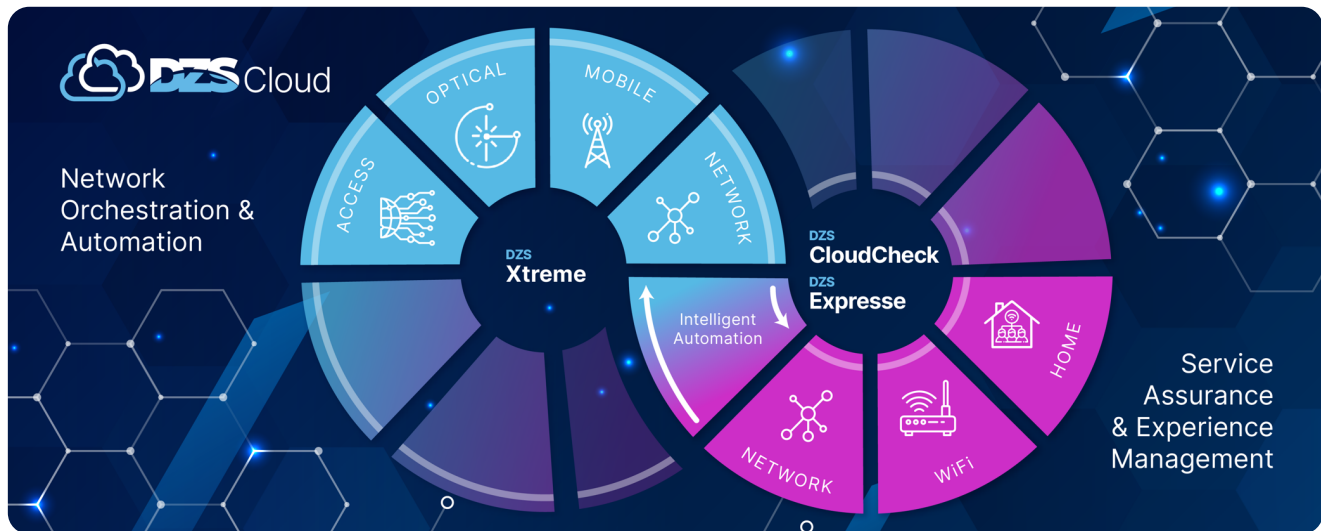 DZS Cloud
Network
Orchestration &
Automation
ACCESS
OPTICAL
MOBILE
NETWORK
DZS
Xtreme
DZS
CloudCheck
DZS
Expresse
Intelligent
Automation
NETWORK
WiFi
HOME
Service
Assurance
& Experience
Management